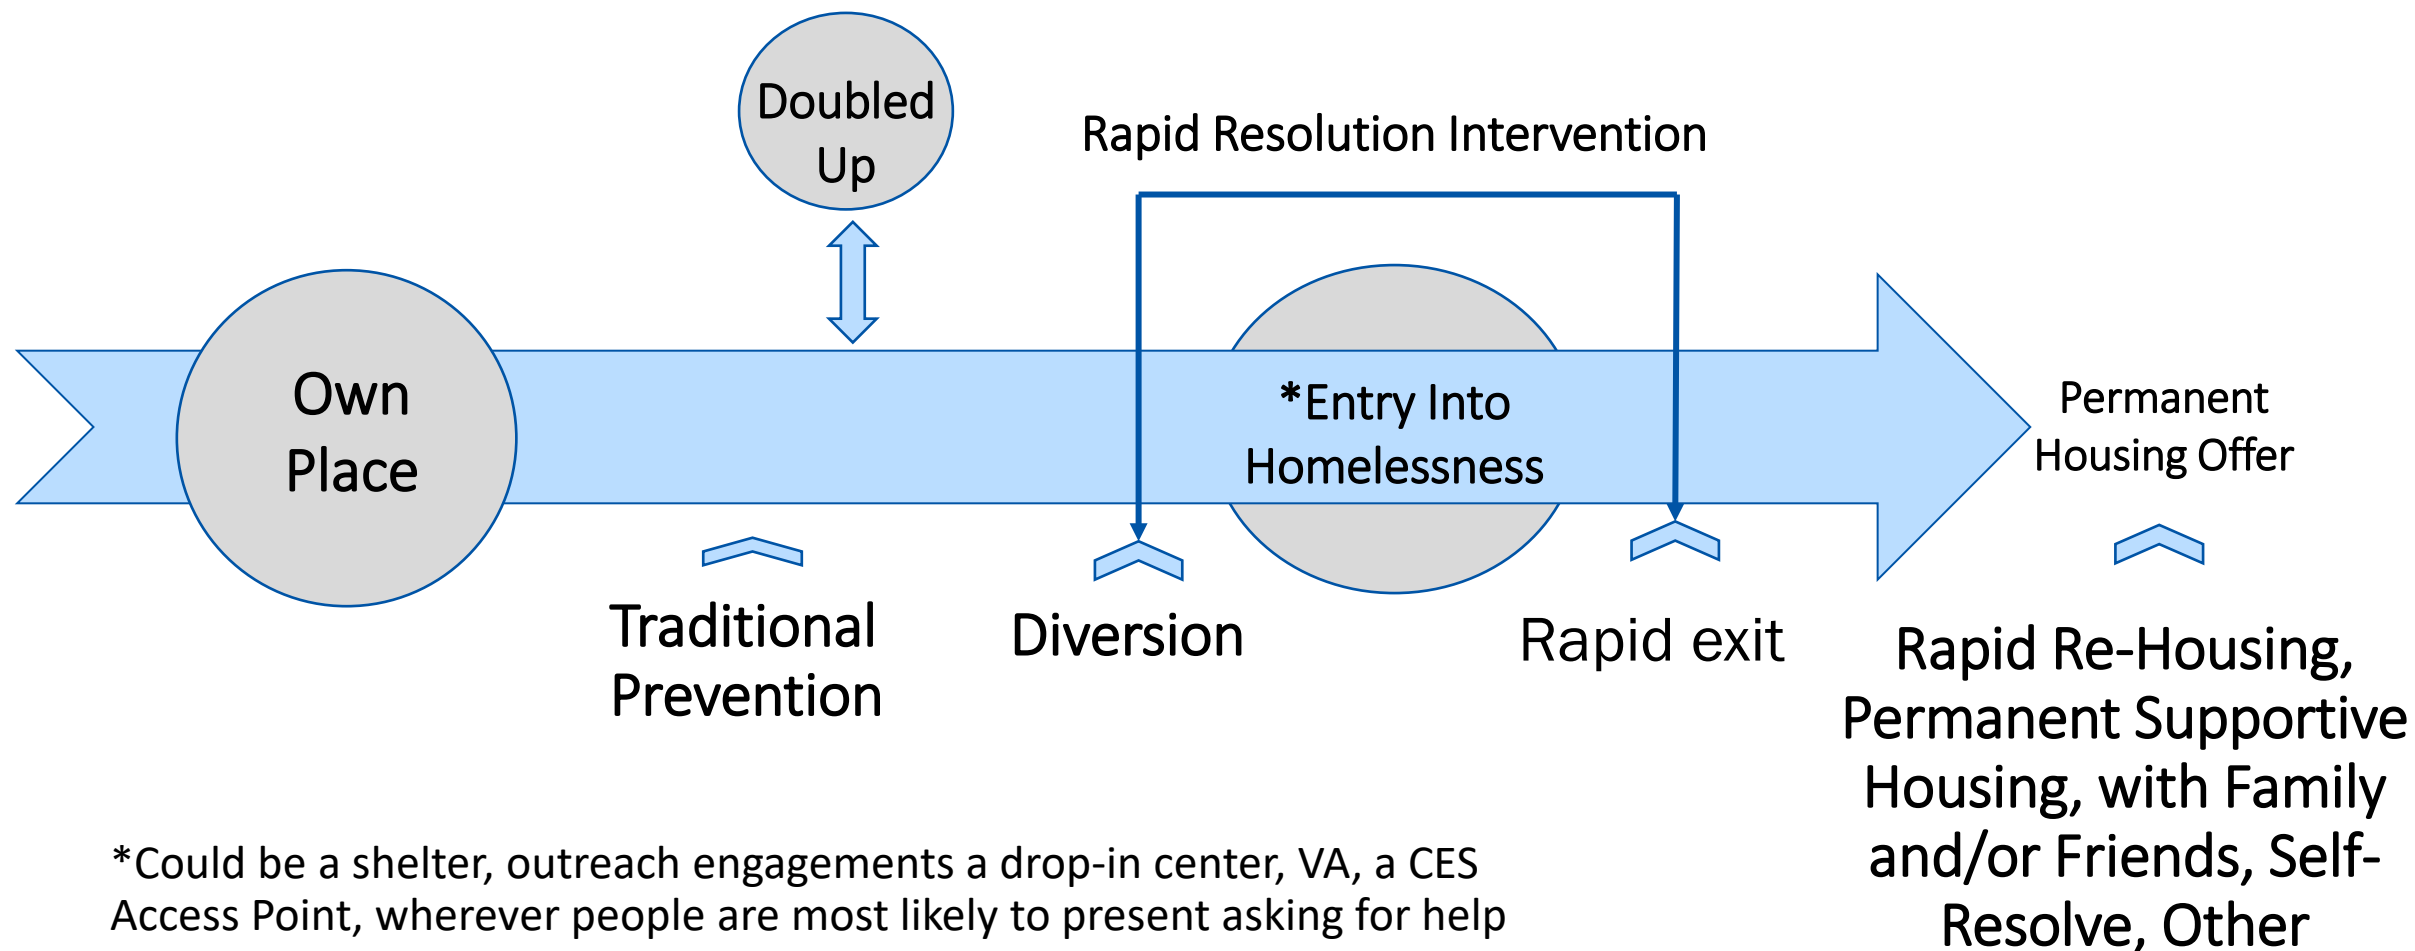 Doubled
Up
Rapid Resolution Intervention
Own
Place
*Entry Into
Homelessness
Permanent
Housing Offer
Traditional
Prevention
Diversion
Rapid exit
Rapid Re-Housing,
Permanent Supportive
Housing, with Family
and/or Friends, Self-
Resolve, Other
*Could be a shelter, outreach engagements a drop-in center, VA, a CES
Access Point, wherever people are most likely to present asking for help